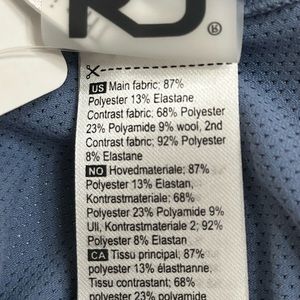 ®
US Main fabric; 87%
Polyester 13% Elastane
Contrast fabric: 68% Polyester
23% Polyamide 9% wool, 2nd
Contrast fabric; 92% Polyester
8% Elastane
NO Hovedmateriale; 87%
Polyester 13% Elastan,
Kontrastmateriale; 68%
Polyester 23% Polyamide 9%
Ull, Kontrastmateriale 2; 92%
Polyester 8% Elastan
CA Tissu principal; 87%
polyester 13% élasthanne,
Tissu contrastant; 68%